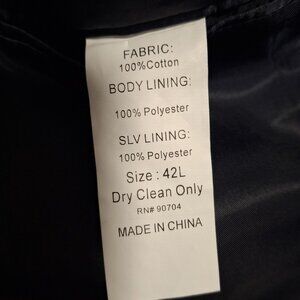 FABRIC:
100%Cotton
BODY LINING:
100% Polyester
SLV LINING:
100% Polyester
Size : 42L
Dry Clean Only
RN# 90704
MADE IN CHINA